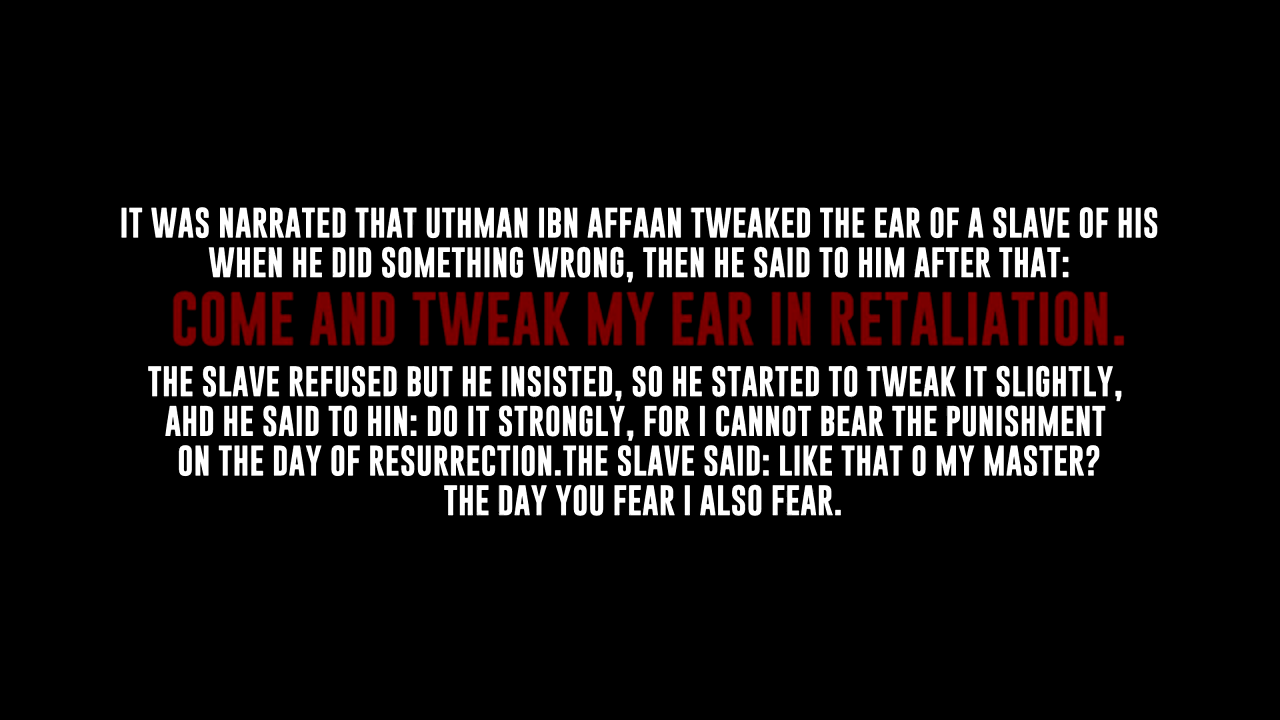 IT WAS NARRATED THAT UTHMAN IBN AFFAAN TWEAKED THE EAR OF A SLAVE OF HIS
WHEN HE DID SOMETHING WRONG, THEN HE SAID TO HIM AFTER THAT:
COME AND TWEAK MY EAR IN RETALIATION.
THE SLAVE REFUSED BUT HE INSISTED, SO HE STARTED TO TWEAK IT SLIGHTLY,
AHD HE SAID TO HIN: DO IT STRONGLY, FOR I CANNOT BEAR THE PUNISHMENT
ON THE DAY OF RESURRECTION.THE SLAVE SAID: LIKE THAT O MY MASTER?
THE DAY YOU FEAR I ALSO FEAR.